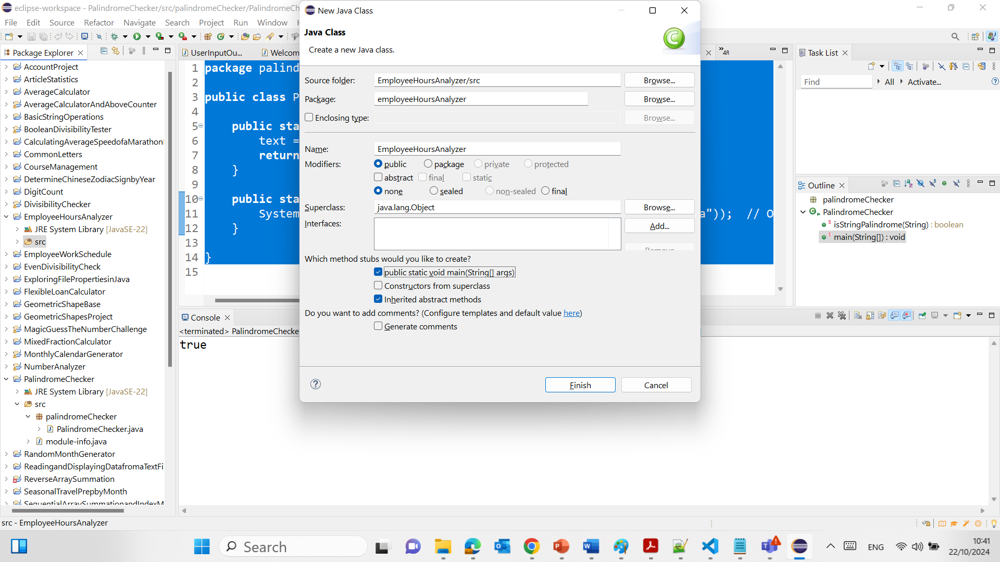 eclipse-workspace - PalindromeChecker/src/palindromeChecker/PalindromeCh
File Edit Source Refactor Navigate Search Project Run Window H
Package Explorer
AccountProject
ArticleStatistics
AverageCalculator
AverageCalculatorAndAboveCounter
BasicStringOperations
BooleanDivisibilityTester
CalculatingAverageSpeedofaMarathon
CommonLetters
CourseManagement
DetermineChineseZodiacSignbyYear
DigitCount
DivisibilityChecker
EmployeeHoursAnalyzer
JRE System Library [JavaSE-22]
src
EmployeeWorkSchedule
EvenDivisibilityCheck
ExploringFilePropertiesinJava
FlexibleLoanCalculator
GeometricShapeBase
GeometricShapesProject
MagicGuessTheNumberChallenge
MixedFractionCalculator
MonthlyCalendarGenerator
NumberAnalyzer
PalindromeChecker
JRE System Library [JavaSE-22]
src
palindromeChecker
PalindromeChecker.java
module-info.java
RandomMonthGenerator
ReadingandDisplayingDatafromaTextFi
ReverseArraySummation
SeasonalTravelPrepbyMonth
SequentialArraySummationandIndexM
src - EmployeeHoursAnalyzer
UserInputOu... Welcom
»48
1 package palind
2
3 public class P
4
5 public sta
6 text =
7 return
8 }
9
10 public sta
11 System a")); // O
12 }
13
14 }
15
Console
<terminated> PalindromeChecke
true
New Java Class
Java Class
Create a new Java class.
Source folder: EmployeeHoursAnalyzer/src Browse...
Package: employeeHoursAnalyzer Browse...
Enclosing type: Browse...
Name: EmployeeHoursAnalyzer
Modifiers: public package private protected
abstract final static
none sealed non-sealed final
Superclass: java.lang.Object Browse...
Interfaces: Add...
Remove
Which method stubs would you like to create?
public static void main(String[] args)
Constructors from superclass
Inherited abstract methods
Do you want to add comments? (Configure templates and default value here)
Generate comments
Finish Cancel
Task List
Find All Activate...
Outline
palindromeChecker
PalindromeChecker
isStringPalindrome(String) : boolean
main(String[]) : void
Search
ENG
10:41
22/10/2024